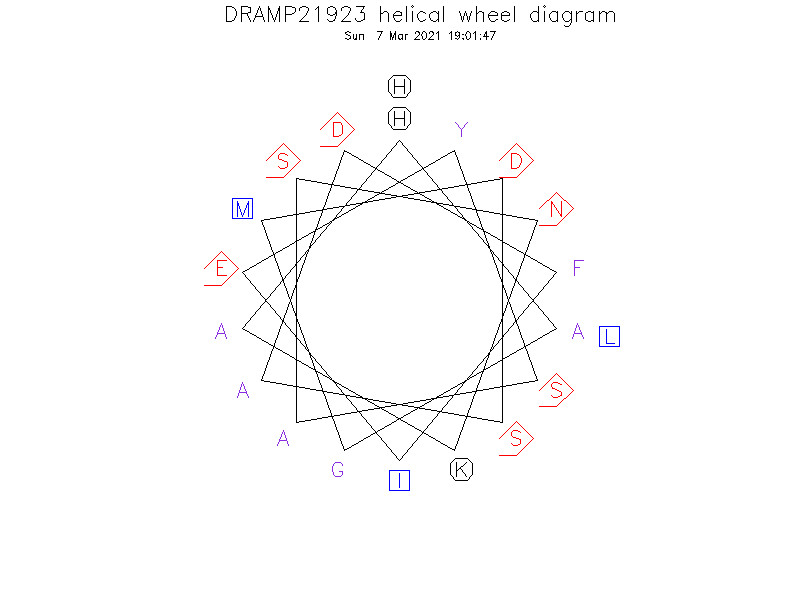 DRAMP21923 helical wheel diagram
Sun 7 Mar 2021 19:01:47
H
H
D Y
S D
M N
E F
A A L
A S
A S
G K
I